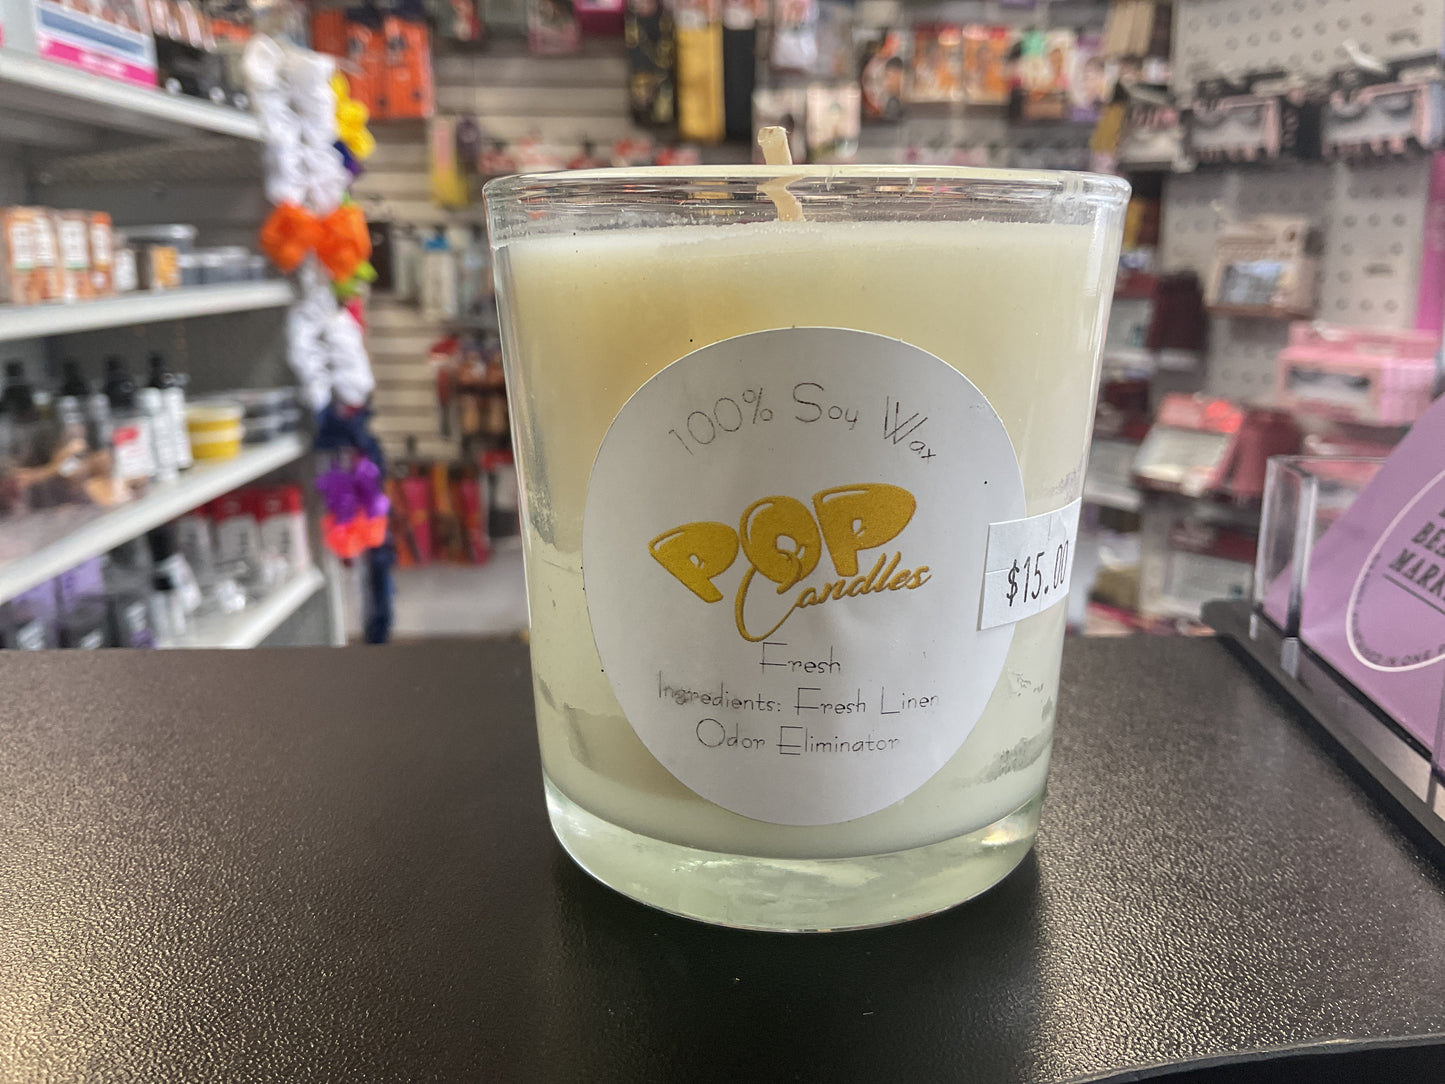 100% Soy Wax
POP
Candles
$15.00
Fresh
Ingredients: Fresh Linen
Odor Eliminator